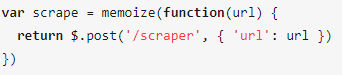 var scrape = memoize(function(url) {
  return $.post('/scraper', { 'url': url })
})